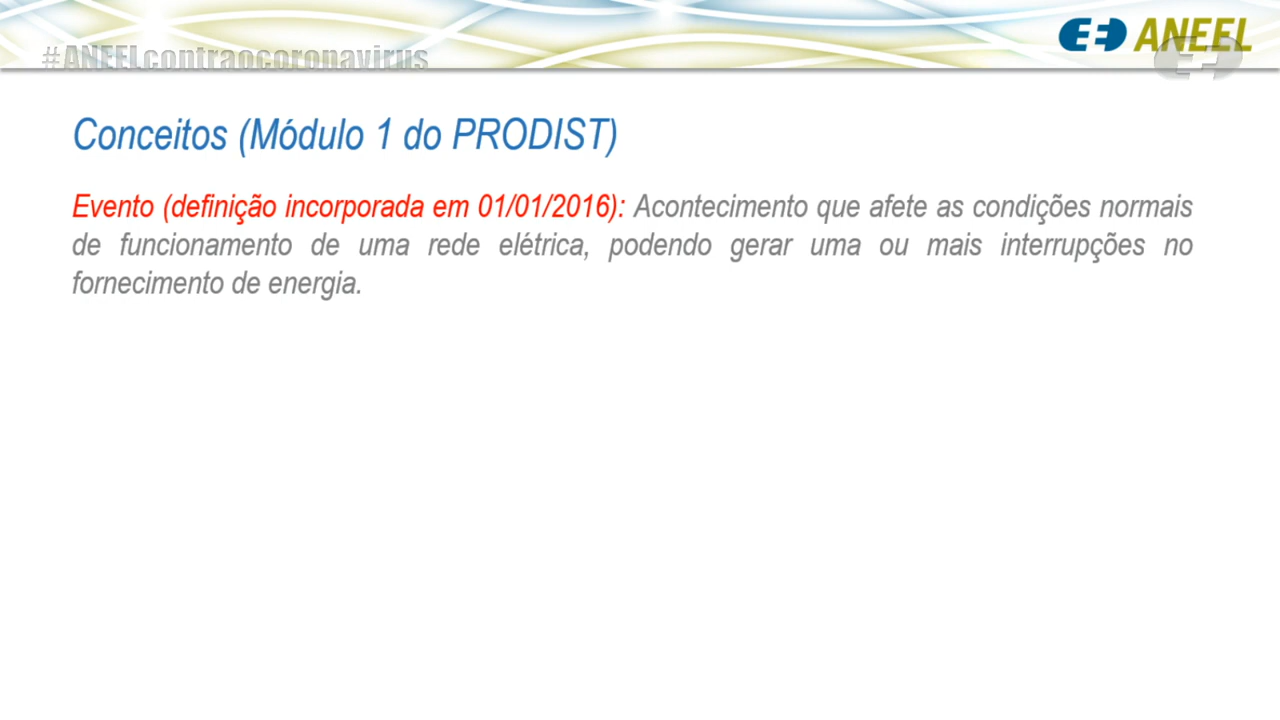 #ANEELcontraocoronavirus
ANEEL
Conceitos (Módulo 1 do PRODIST)
Evento (definição incorporada em 01/01/2016): Acontecimento que afete as condições normais
de funcionamento de uma rede elétrica, podendo gerar uma ou mais interrupções no
fornecimento de energia.